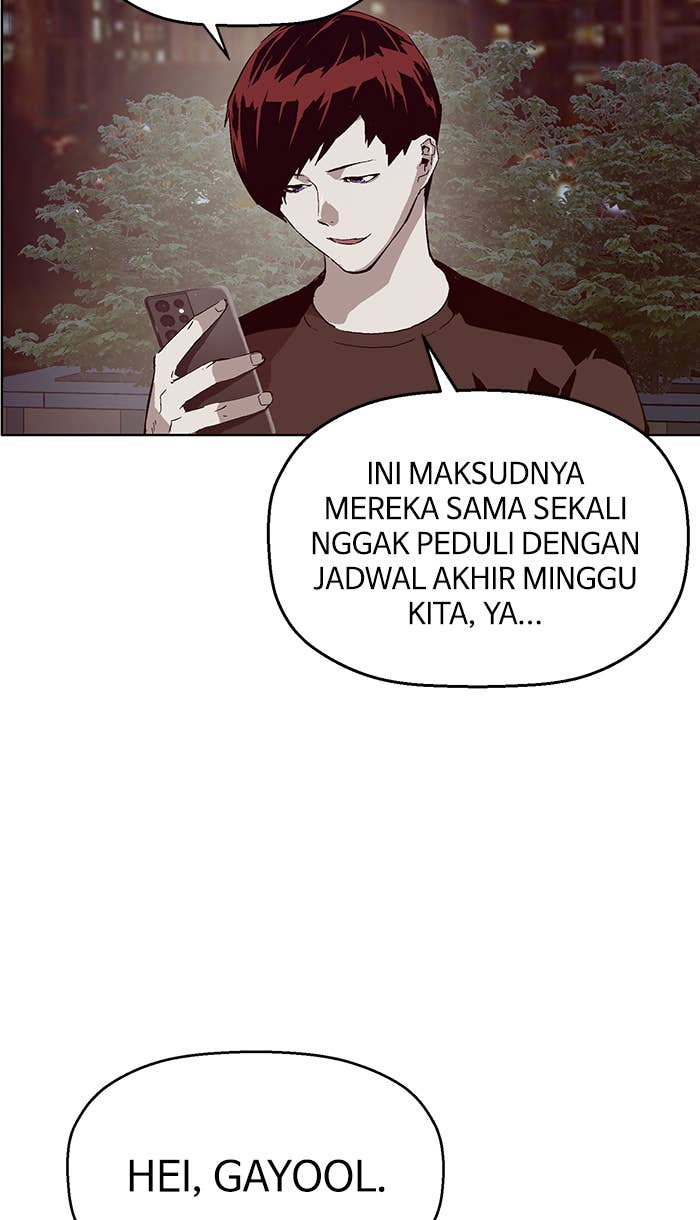 INI MAKSUDNYA
MEREKA SAMA SEKALI
NGGAK PEDULI DENGAN
JADWAL AKHIR MINGGU
KITA, YA...
HEI, GAYOOL.